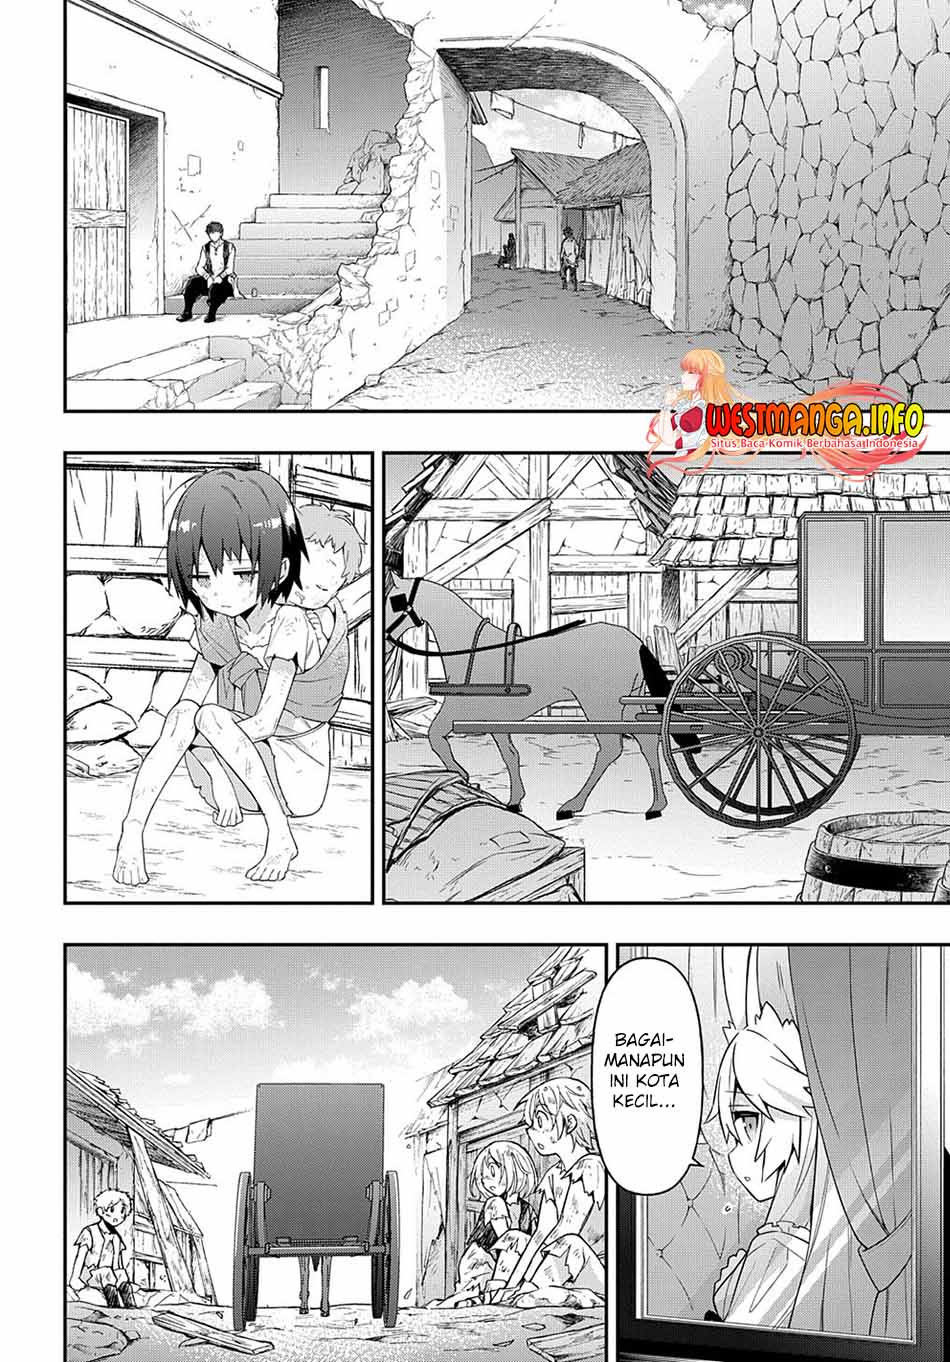 WESTMANGA.INFO
Situs Baca Komik Berbahasa Indonesia
BAGAI-
MANAPUN
INI KOTA
KECIL...